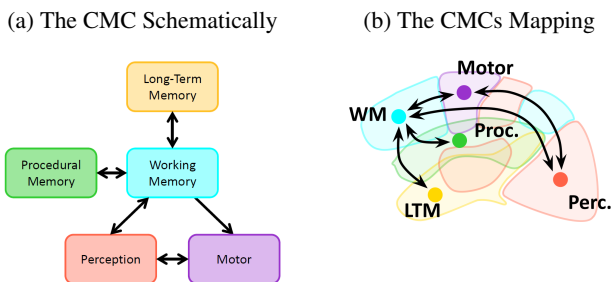 (a) The CMC Schematically
Long-Term
Memory
Procedural
Memory
Working
Memory
Perception
Motor
(b) The CMCs Mapping
Motor
WM
Proc.
LTM
Perc.